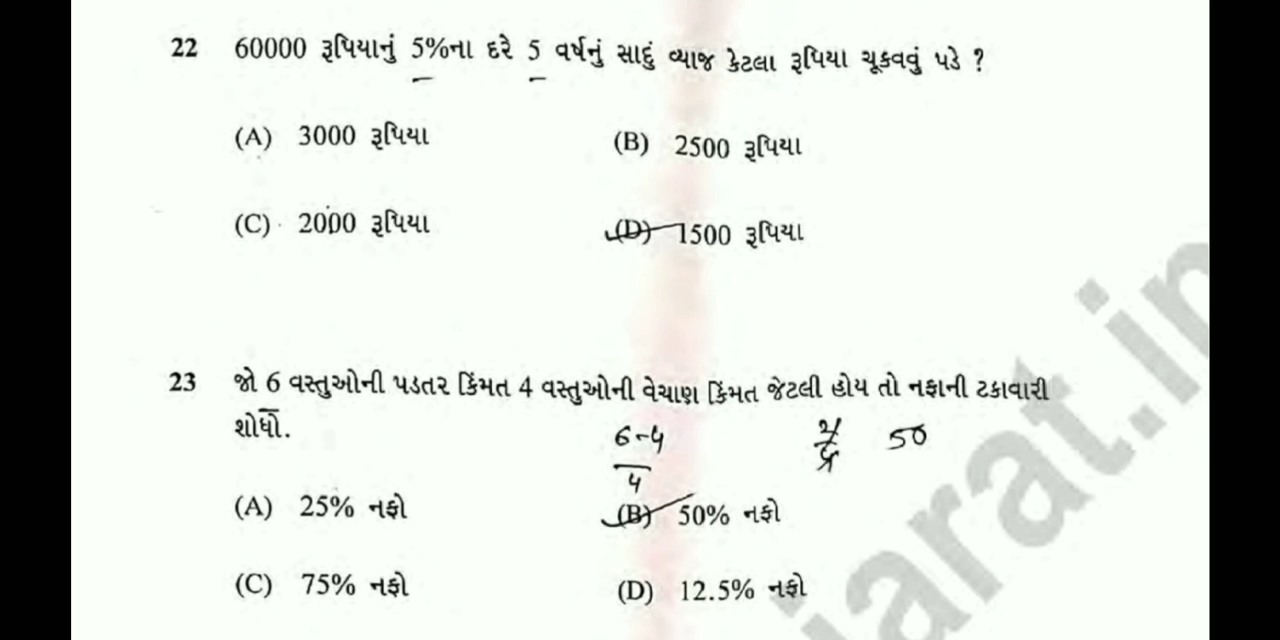 22 60000 રૂપિયાનું 5%ના દરે 5 વર્ષનું સાદું વ્યાજ કેટલા રૂપિયા ચૂકવવું પડે ?
(A) 3000 રૂપિયા (B) 2500 રૂપિયા
(C) 2000 રૂપિયા (D) 1500 રૂપિયા
23 જો 6 વસ્તુઓની પડતર કિંમત 4 વસ્તુઓની વેચાણ કિંમત જેટલી હોય તો નફાની ટકાવારી
શોધો.
6-4 50
4
(A) 25% નફો (B) 50% નફો
(C) 75% નફો (D) 12.5% નફો
jarat.in